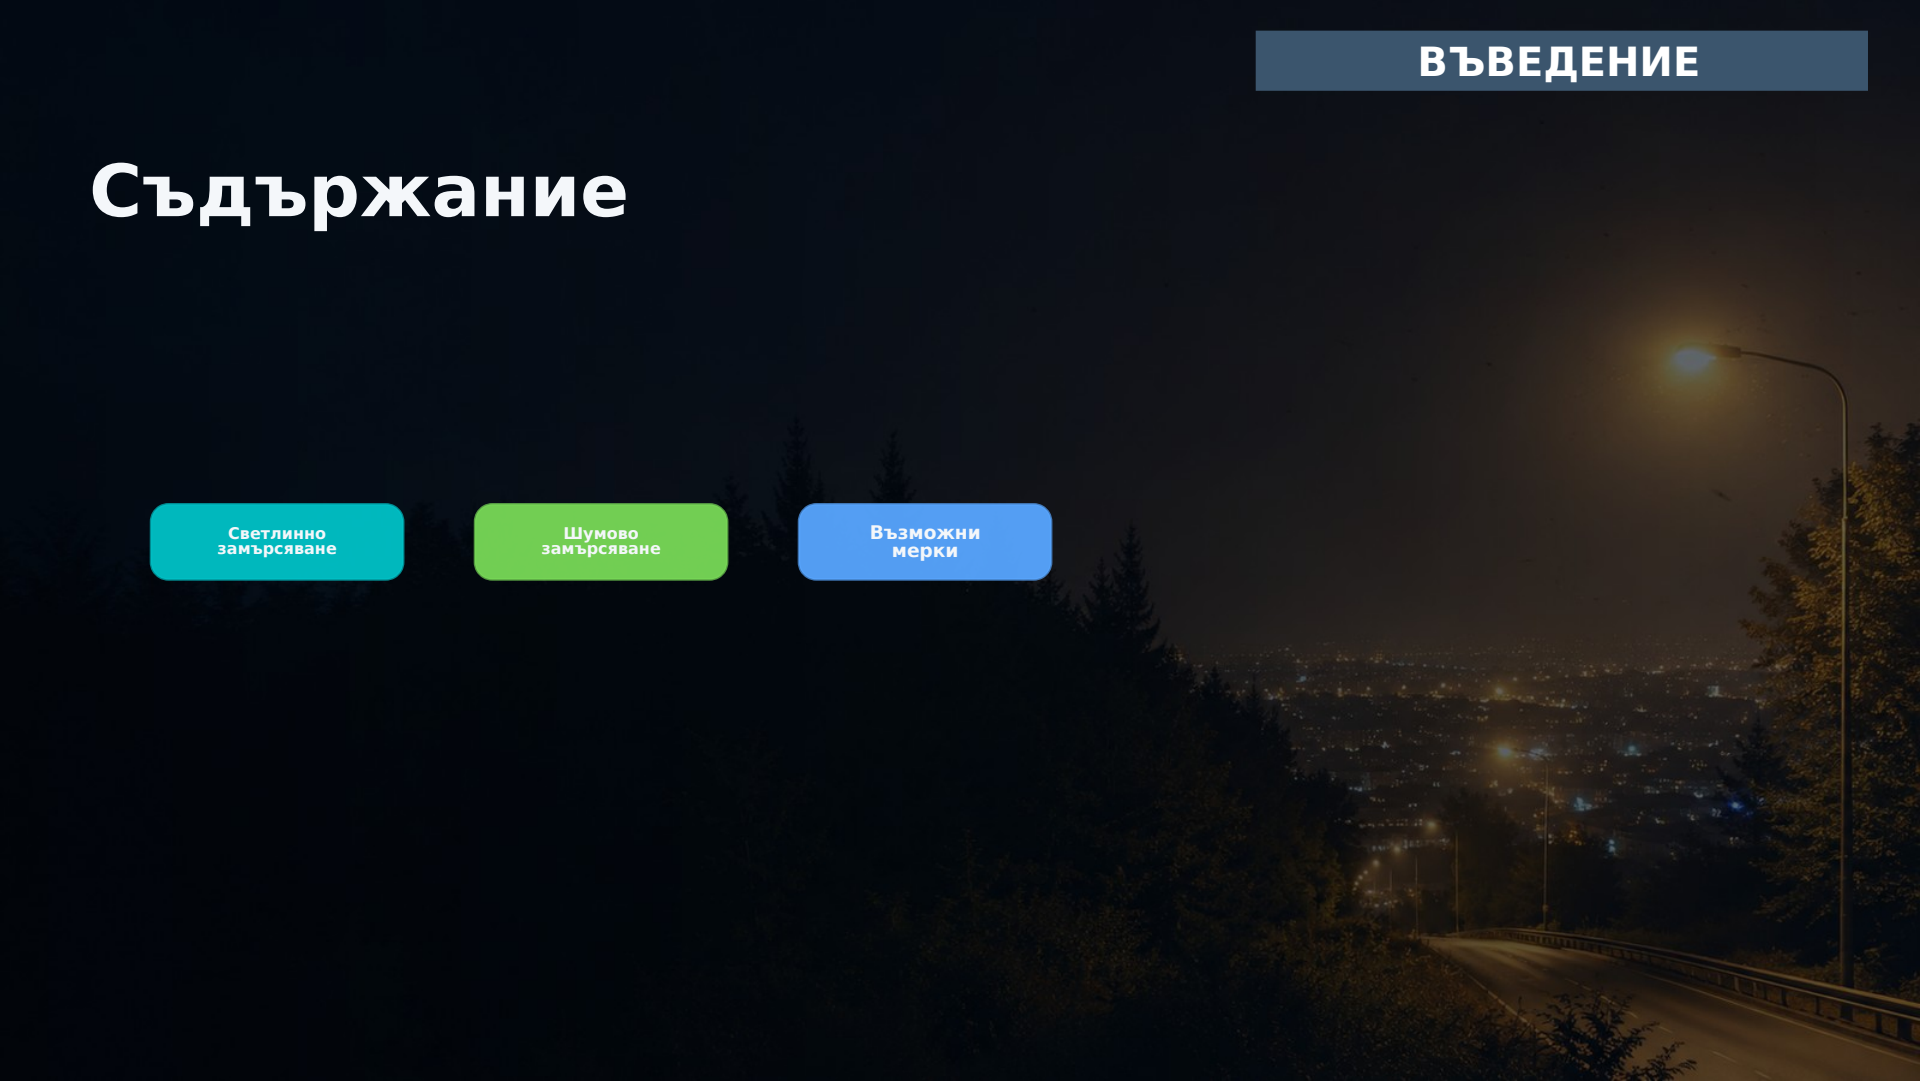 ВЪВЕДЕНИЕ
Съдържание
Светлинно
замърсяване
Шумово
замърсяване
Възможни
мерки